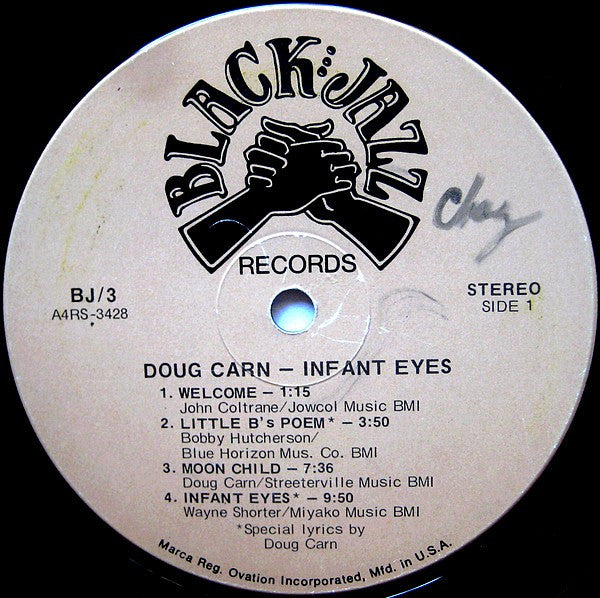 BLACK JAZZ
RECORDS
Chaz
BJ/3
A4RS-3428
STEREO
SIDE 1
DOUG CARN – INFANT EYES
1. WELCOME – 1:15
John Coltrane/Jowcol Music BMI
2. LITTLE B's POEM* – 3:50
Bobby Hutcherson/
Blue Horizon Mus. Co. BMI
3. MOON CHILD – 7:36
Doug Carn/Streeterville Music BMI
4. INFANT EYES* – 9:50
Wayne Shorter/Miyako Music BMI
*Special lyrics by
Doug Carn
Marca Reg. Ovation Incorporated, Mfd. in U.S.A.